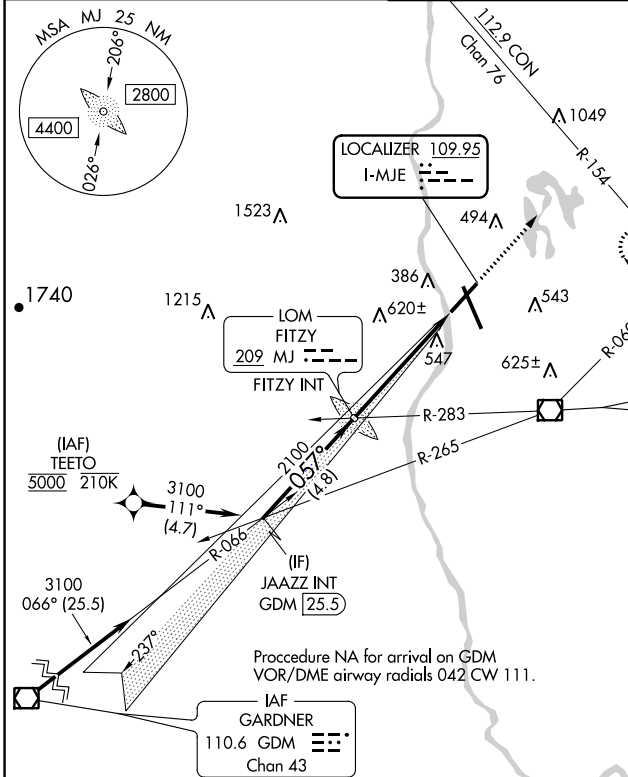 MSA MJ 25 NM
206°
2800
4400
026°
112.9 CON
Chan 76
1049
R-154
LOCALIZER 109.95
I-MJE
1523
494
1740
1215
386
620±
543
LOM
FITZY
209 MJ
FITZY INT
547
625±
R-060
R-283
R-265
2100
057°
(4.8)
(IAF)
TEETO
5000 210K
3100
111°
(4.7)
R-066
(IF)
JAAZZ INT
GDM 25.5
3100
066° (25.5)
237°
Proccedure NA for arrival on GDM
VOR/DME airway radials 042 CW 111.
IAF
GARDNER
110.6 GDM
Chan 43